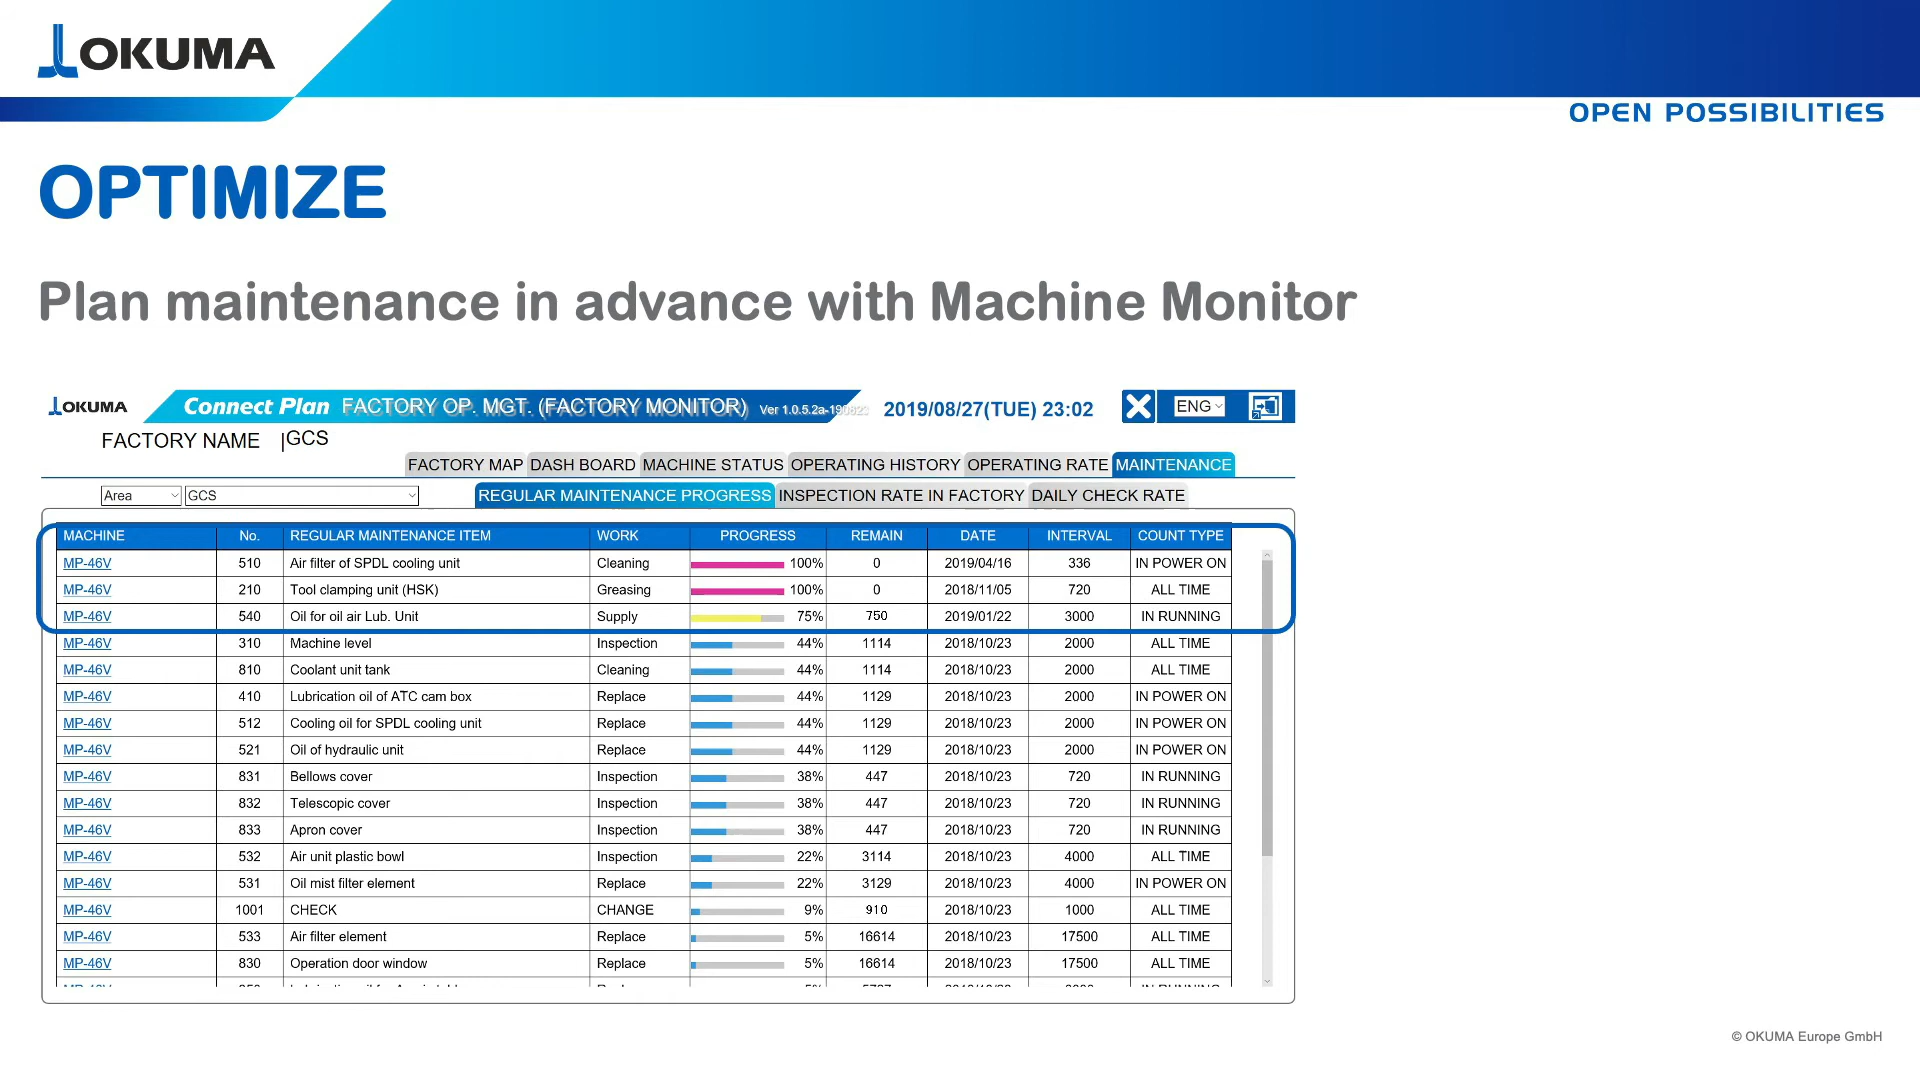 OKUMA
OPEN POSSIBILITIES
OPTIMIZE
Plan maintenance in advance with Machine Monitor
OKUMA Connect Plan FACTORY OP. MGT. (FACTORY MONITOR) Ver 1.0.5.2a-190823 2019/08/27(TUE) 23:02 ENG
FACTORY NAME |GCS
FACTORY MAP DASH BOARD MACHINE STATUS OPERATING HISTORY OPERATING RATE MAINTENANCE
Area GCS REGULAR MAINTENANCE PROGRESS INSPECTION RATE IN FACTORY DAILY CHECK RATE
MACHINE No. REGULAR MAINTENANCE ITEM WORK PROGRESS REMAIN DATE INTERVAL COUNT TYPE
MP-46V 510 Air filter of SPDL cooling unit Cleaning 100% 0 2019/04/16 336 IN POWER ON
MP-46V 210 Tool clamping unit (HSK) Greasing 100% 0 2018/11/05 720 ALL TIME
MP-46V 540 Oil for oil air Lub. Unit Supply 75% 750 2019/01/22 3000 IN RUNNING
MP-46V 310 Machine level Inspection 44% 1114 2018/10/23 2000 ALL TIME
MP-46V 810 Coolant unit tank Cleaning 44% 1114 2018/10/23 2000 ALL TIME
MP-46V 410 Lubrication oil of ATC cam box Replace 44% 1129 2018/10/23 2000 IN POWER ON
MP-46V 512 Cooling oil for SPDL cooling unit Replace 44% 1129 2018/10/23 2000 IN POWER ON
MP-46V 521 Oil of hydraulic unit Replace 44% 1129 2018/10/23 2000 IN POWER ON
MP-46V 831 Bellows cover Inspection 38% 447 2018/10/23 720 IN RUNNING
MP-46V 832 Telescopic cover Inspection 38% 447 2018/10/23 720 IN RUNNING
MP-46V 833 Apron cover Inspection 38% 447 2018/10/23 720 IN RUNNING
MP-46V 532 Air unit plastic bowl Inspection 22% 3114 2018/10/23 4000 ALL TIME
MP-46V 531 Oil mist filter element Replace 22% 3129 2018/10/23 4000 IN POWER ON
MP-46V 1001 CHECK CHANGE 9% 910 2018/10/23 1000 ALL TIME
MP-46V 533 Air filter element Replace 5% 16614 2018/10/23 17500 ALL TIME
MP-46V 830 Operation door window Replace 5% 16614 2018/10/23 17500 ALL TIME
© OKUMA Europe GmbH